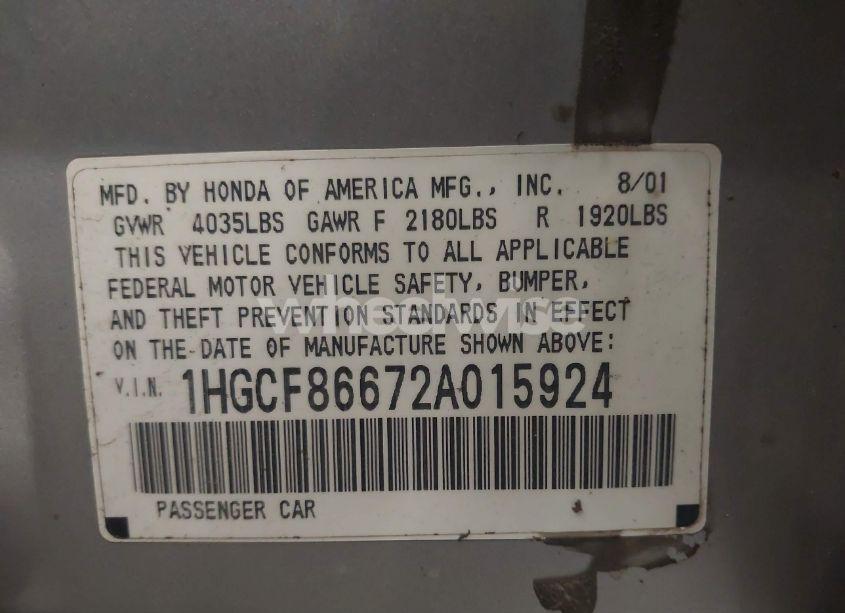 MFD. BY HONDA OF AMERICA MFG., INC. 8/01
GVWR 4035LBS GAWR F 2180LBS R 1920LBS
THIS VEHICLE CONFORMS TO ALL APPLICABLE
FEDERAL MOTOR VEHICLE SAFETY, BUMPER,
AND THEFT PREVENTION STANDARDS IN EFFECT
ON THE DATE OF MANUFACTURE SHOWN ABOVE:
V.I.N. 1HGCF86672A015924
PASSENGER CAR
wheelwise